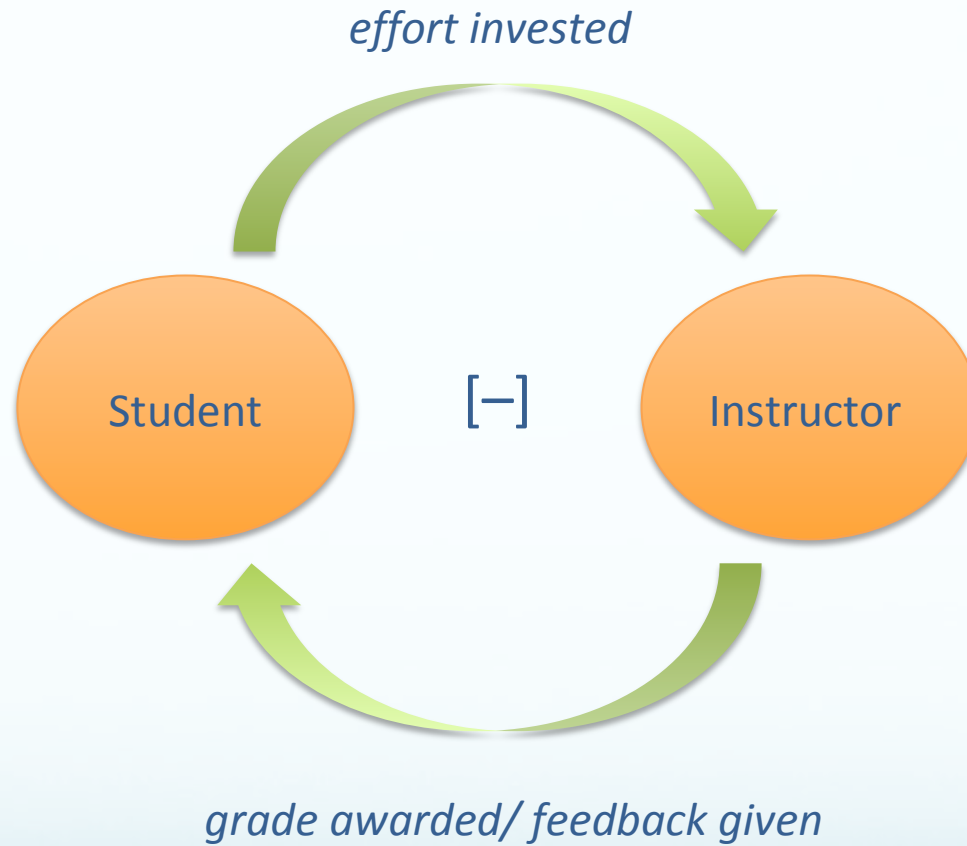 effort invested
Student
[–]
Instructor
grade awarded/ feedback given